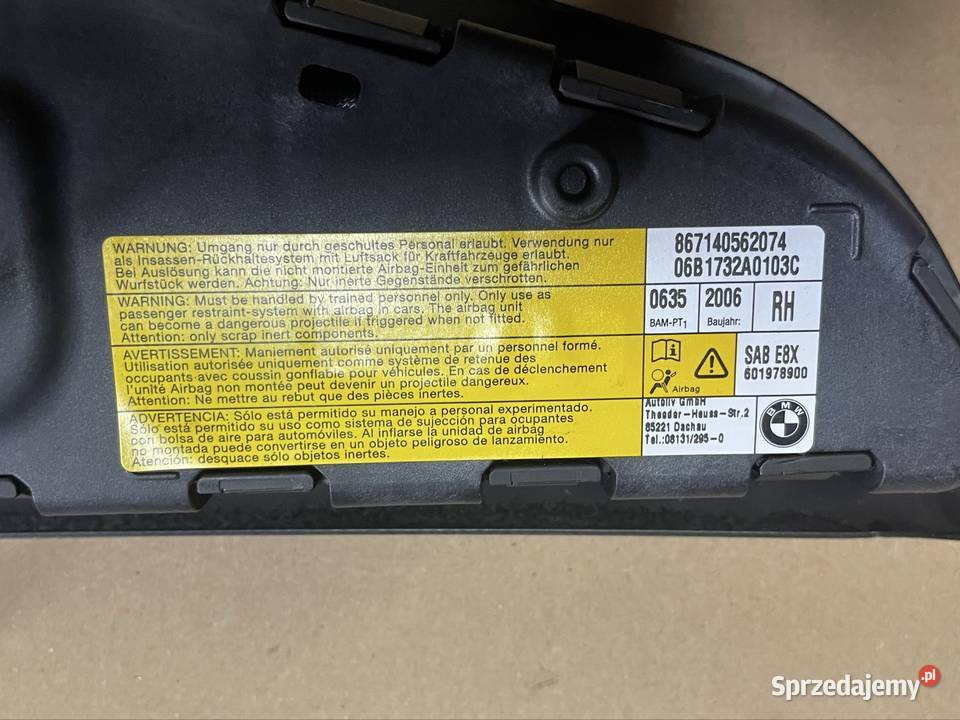 WARNUNG: Umgang nur durch geschultes Personal erlaubt. Verwendung nur
als Insassen-Rückhaltesystem mit Luftsack für Kraftfahrzeuge erlaubt.
Bei Auslösung kann die nicht montierte Airbag-Einheit zum gefährlichen
Wurfstück werden. Achtung: Nur inerte Gegenstände verschrotten.
WARNING: Must be handled by trained personnel only. Only use as
passenger restraint-system with airbag in cars. The airbag unit
can become a dangerous projectile if triggered when not fitted.
Attention: only scrap inert components.
AVERTISSEMENT: Maniement autorisé uniquement par un personnel formé.
Utilisation autorisée uniquement comme système de retenue des
occupants avec coussin gonflable pour véhicules. En cas de déclenchement
l'unité Airbag non montée peut devenir un projectile dangereux.
Attention: Ne mettre au rebut que des pièces inertes.
ADVERTENCIA: Sólo está permitido su manejo a personal experimentado.
Sólo está permitido su uso como sistema de sujección para ocupantes
con bolsa de aire para automóviles. Al inflarse la unidad de airbag
no montada puede convertirse en un objeto peligroso de lanzamiento.
Atención: desguace sólo objetos inertes.
867140562074
06B1732A0103C
0635 2006 RH
BAM-PT1 Baujahr:
SAB E8X
601978900
Airbag
Autoliv GmbH
Theodor-Heuss-Str.2
85221 Dachau
Tel.:08131/295-0
BMW
Sprzedajemy.pl